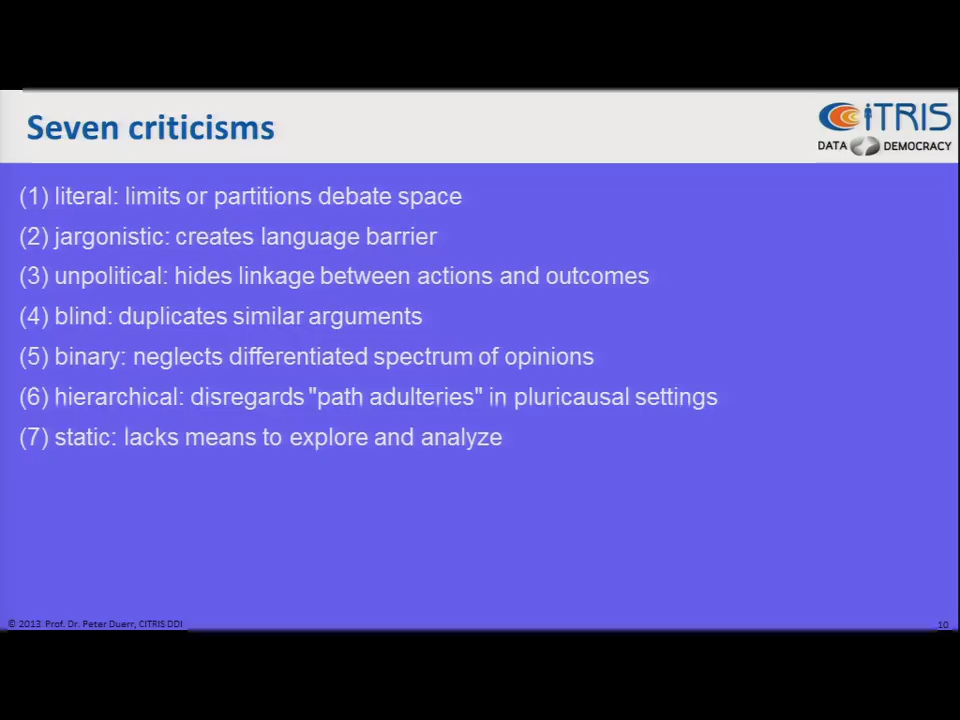 Seven criticisms
CiTRIS
DATA DEMOCRACY
(1) literal: limits or partitions debate space
(2) jargonistic: creates language barrier
(3) unpolitical: hides linkage between actions and outcomes
(4) blind: duplicates similar arguments
(5) binary: neglects differentiated spectrum of opinions
(6) hierarchical: disregards "path adulteries" in pluricausal settings
(7) static: lacks means to explore and analyze
© 2013 Prof. Dr. Peter Duerr, CITRIS DDI
10